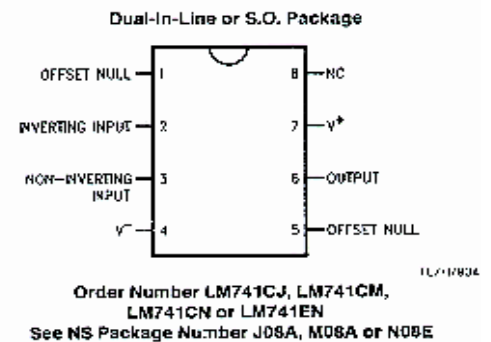 Dual-In-Line or S.O. Package
OFFSET NULL 1 8 NC
INVERTING INPUT 2 7 V+
NON-INVERTING 3 6 OUTPUT
INPUT
V− 4 5 OFFSET NULL
Order Number LM741CJ, LM741CM,
LM741CN or LM741EN
See NS Package Number J08A, M08A or N08E